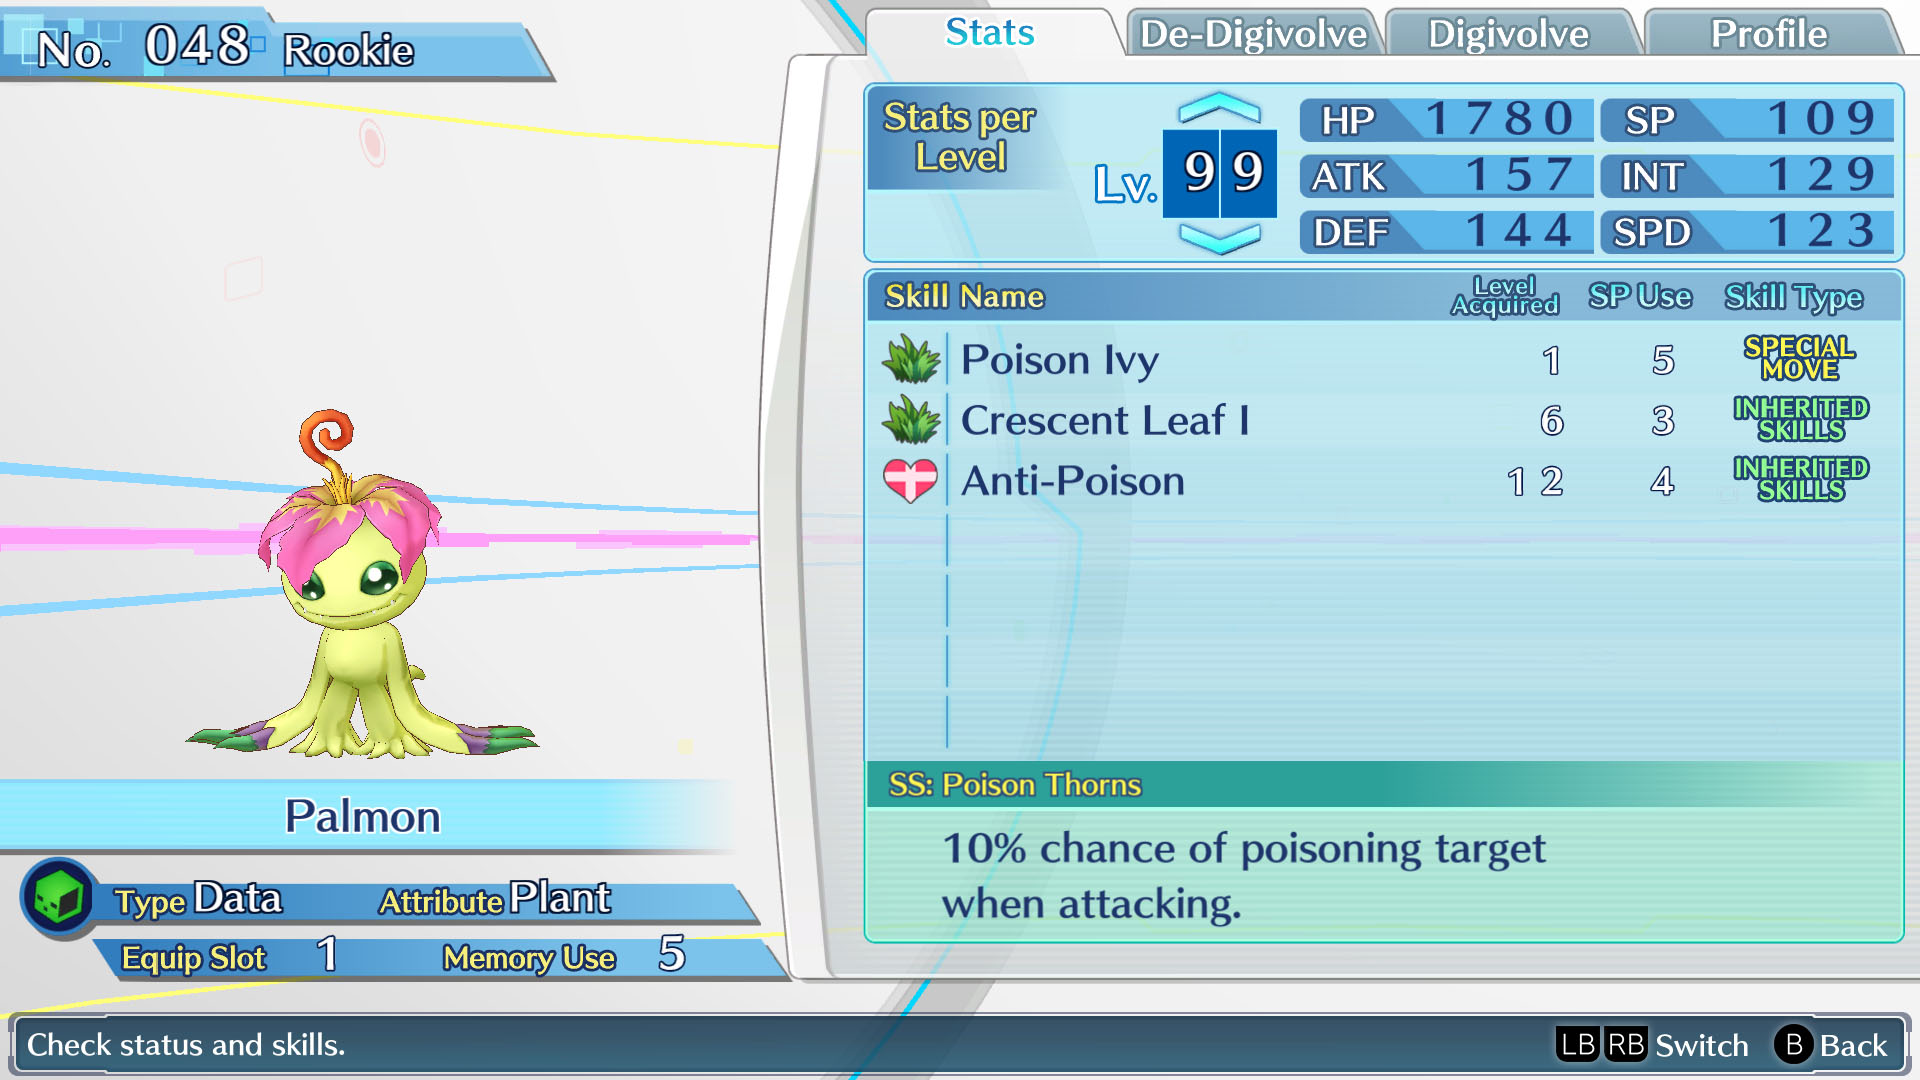 No. 048 Rookie
Stats
De-Digivolve
Digivolve
Profile
Stats per
Level
Lv. 99
HP 1780
SP 109
ATK 157
INT 129
DEF 144
SPD 123
Skill Name
Level
Acquired
SP Use
Skill Type
Poison Ivy 1 5 SPECIAL
MOVE
Crescent Leaf I 6 3 INHERITED
SKILLS
Anti-Poison 12 4 INHERITED
SKILLS
SS: Poison Thorns
10% chance of poisoning target
when attacking.
Palmon
Type Data Attribute Plant
Equip Slot 1 Memory Use 5
Check status and skills.
LB RB Switch B Back